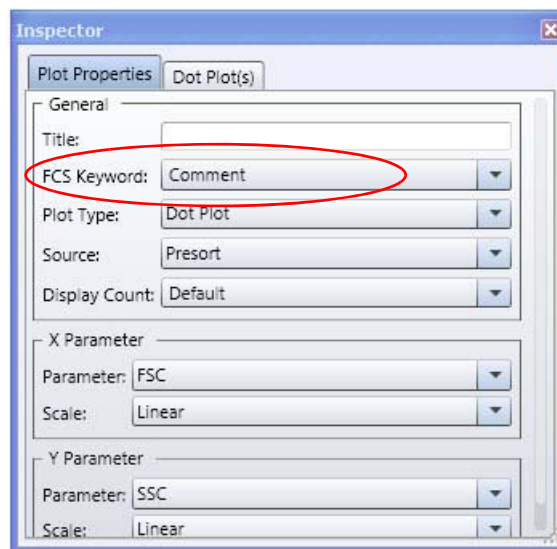 Inspector
Plot Properties Dot Plot(s)
General
Title:
FCS Keyword: Comment
Plot Type: Dot Plot
Source: Presort
Display Count: Default
X Parameter
Parameter: FSC
Scale: Linear
Y Parameter
Parameter: SSC
Scale: Linear